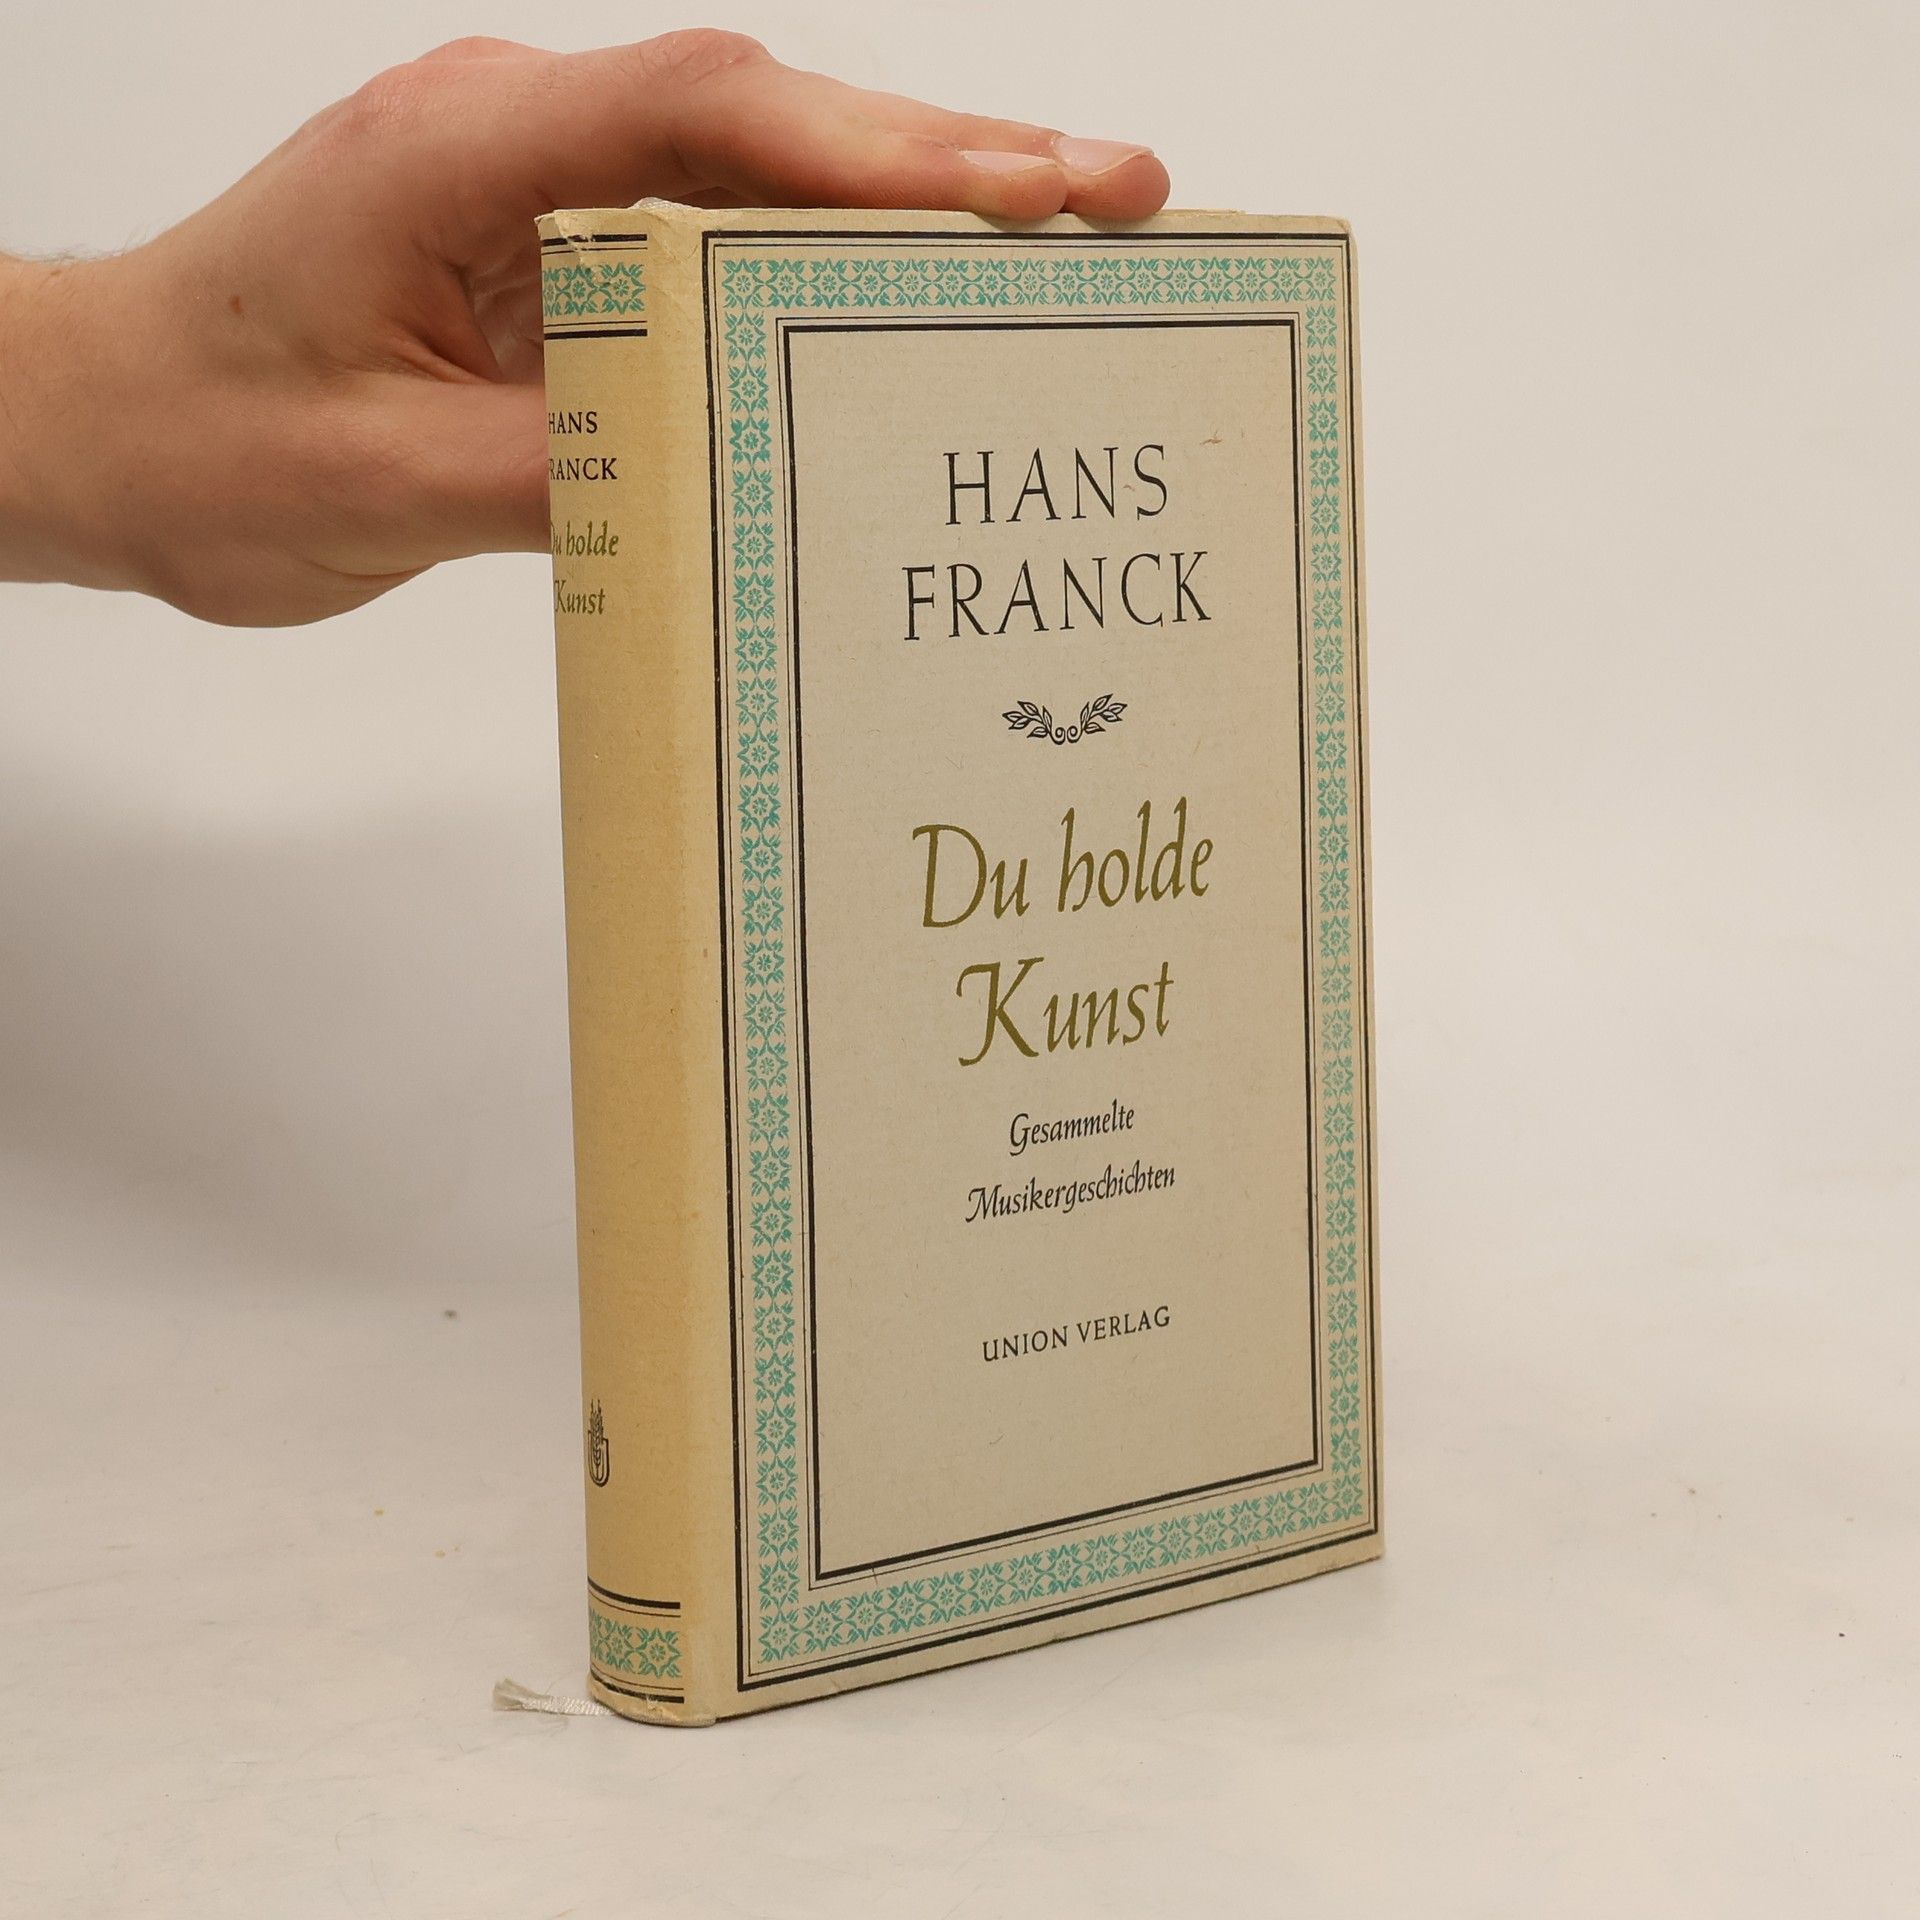 HANS
FRANCK
Du holde
Kunst
HANS
FRANCK
Du holde
Kunst
Gesammelte
Musikergeschichten
UNION VERLAG